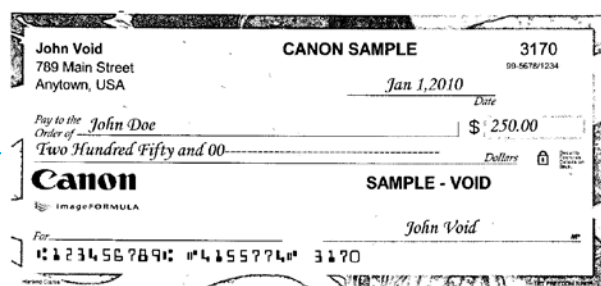 John Void CANON SAMPLE 3170
789 Main Street 99-5678/1234
Anytown, USA
Jan 1,2010
Date
Pay to the
Order of John Doe $ 250.00
Two Hundred Fifty and 00 Dollars
Canon SAMPLE - VOID
imageFORMULA
John Void
For
⑆123456789⑆ ⑈4155774⑈ 3170